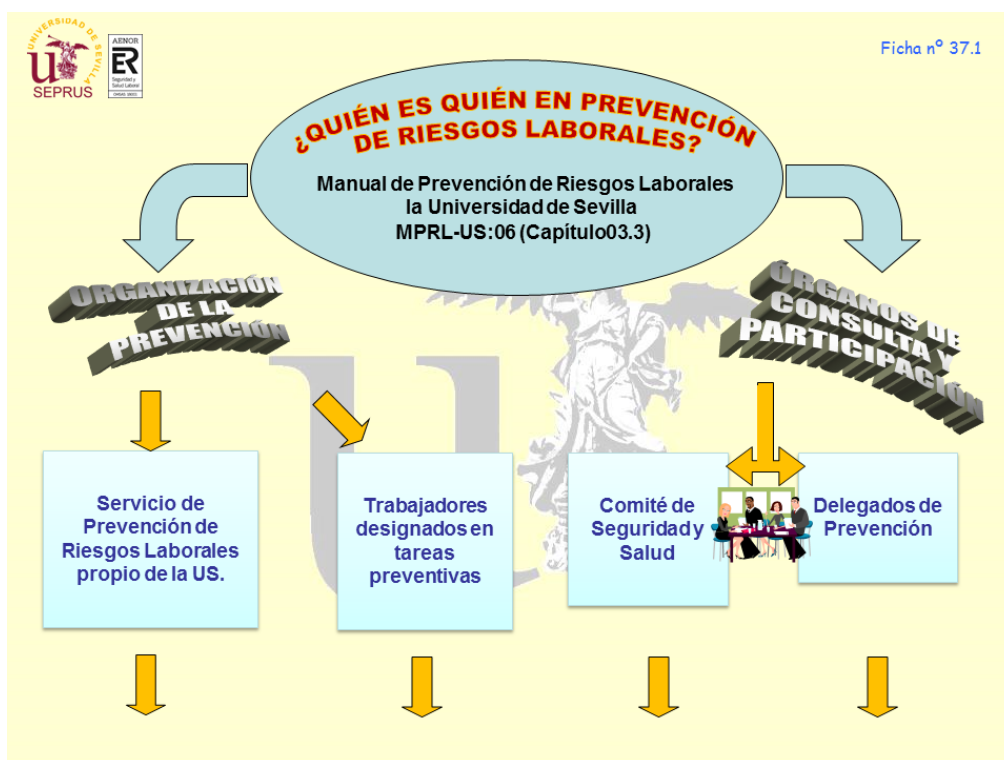 UNIVERSIDAD DE SEVILLA
SEPRUS
AENOR
ER
Seguridad y
Salud Laboral
OHSAS 18001
Ficha nº 37.1
¿QUIÉN ES QUIÉN EN PREVENCIÓN
DE RIESGOS LABORALES?
Manual de Prevención de Riesgos Laborales
la Universidad de Sevilla
MPRL-US:06 (Capítulo03.3)
ORGANIZACIÓN
DE LA
PREVENCIÓN
ÓRGANOS DE
CONSULTA Y
PARTICIPACIÓN
Servicio de
Prevención de
Riesgos Laborales
propio de la US.
Trabajadores
designados en
tareas
preventivas
Comité de
Seguridad y
Salud
Delegados de
Prevención